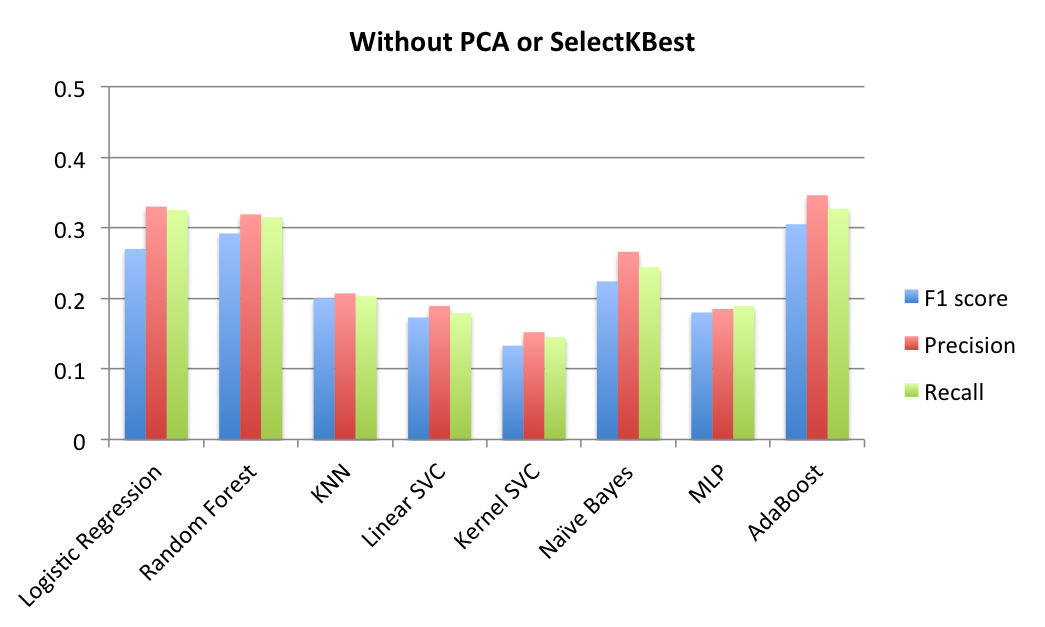 Without PCA or SelectKBest
0.5
0.4
0.3
0.2
0.1
0
Logistic Regression
Random Forest
KNN
Linear SVC
Kernel SVC
Naïve Bayes
MLP
AdaBoost
F1 score
Precision
Recall